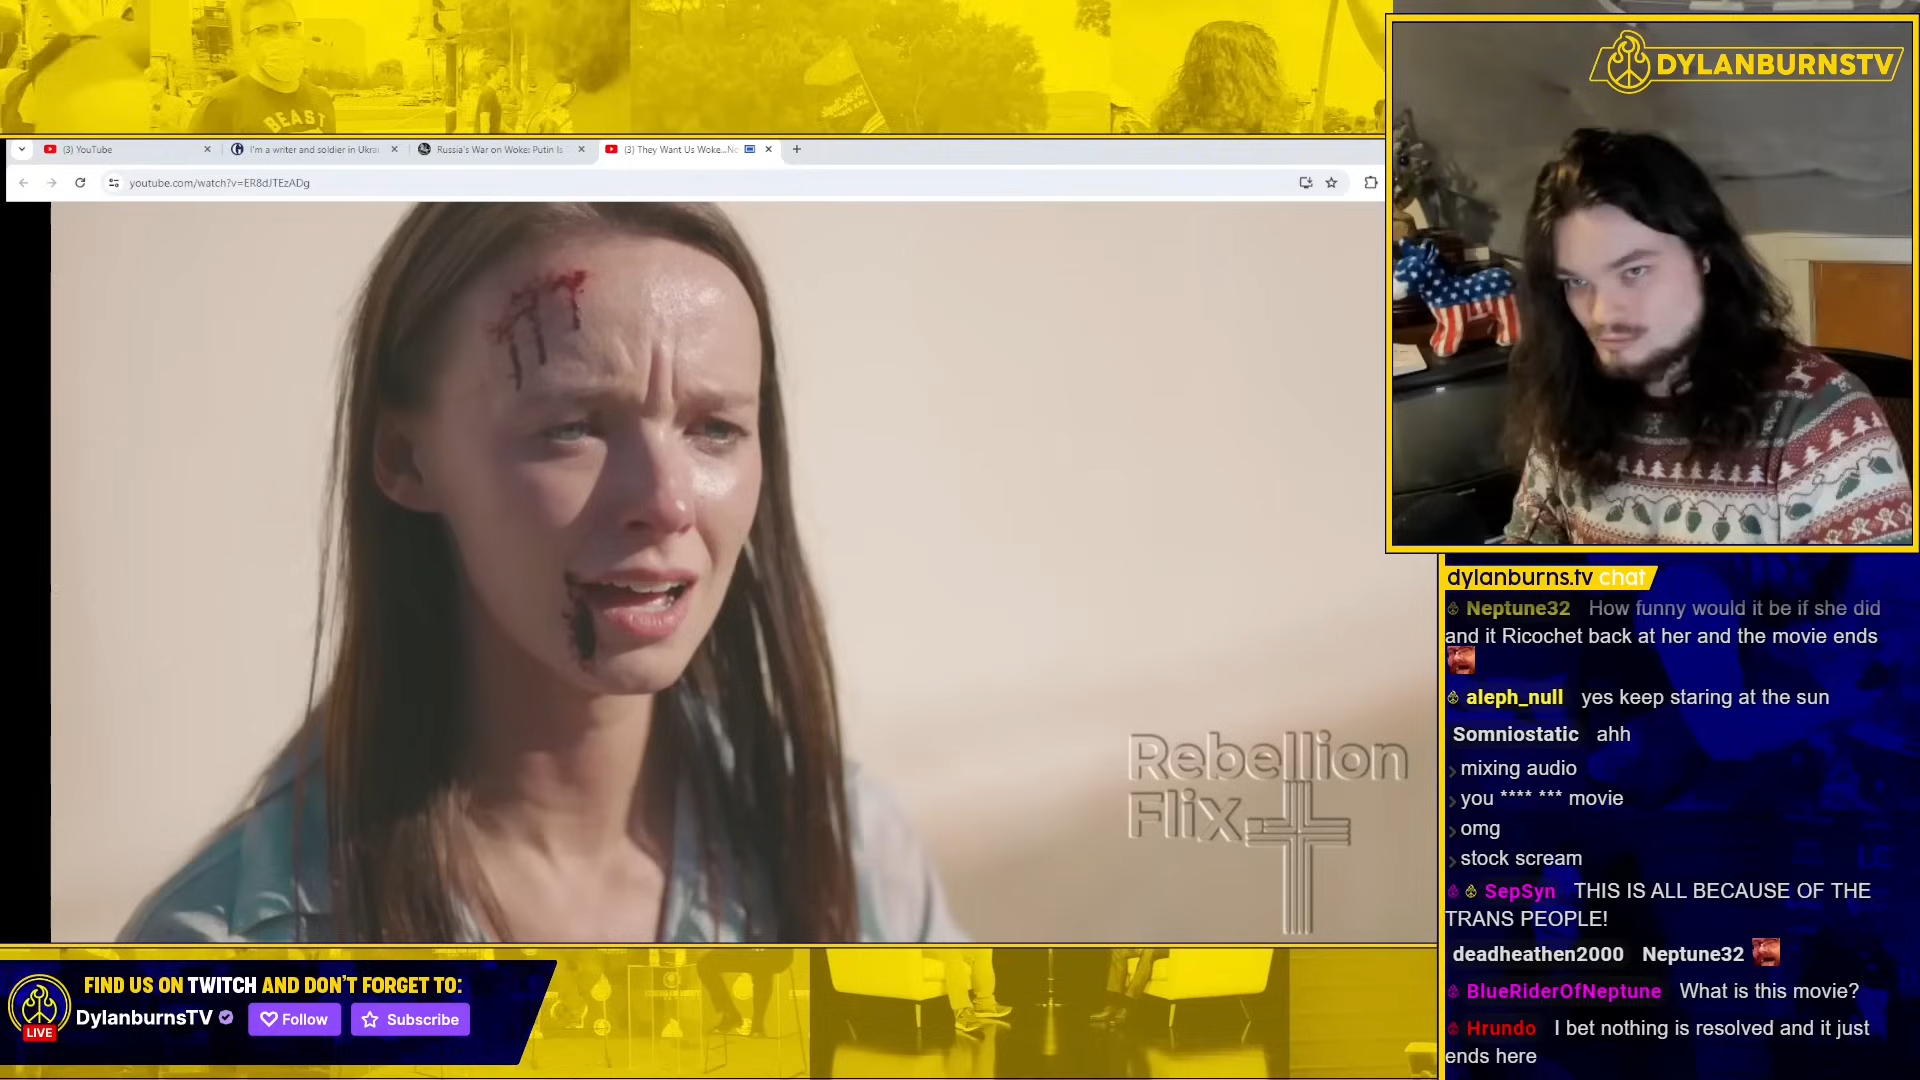 BEAST
DYLANBURNSTV
(3) YouTube
I'm a writer and soldier in Ukrai
Russia's War on Woke: Putin Is
(3) They Want Us Woke...No
youtube.com/watch?v=ER8dJTEzADg
Rebellion
Flix
dylanburns.tv chat
Neptune32 How funny would it be if she did
and it Ricochet back at her and the movie ends
aleph_null yes keep staring at the sun
Somniostatic ahh
mixing audio
you **** *** movie
omg
stock scream
SepSyn THIS IS ALL BECAUSE OF THE
TRANS PEOPLE!
deadheathen2000 Neptune32
BlueRiderOfNeptune What is this movie?
Hrundo I bet nothing is resolved and it just
ends here
FIND US ON TWITCH AND DON'T FORGET TO:
DylanburnsTV
Follow
Subscribe
LIVE